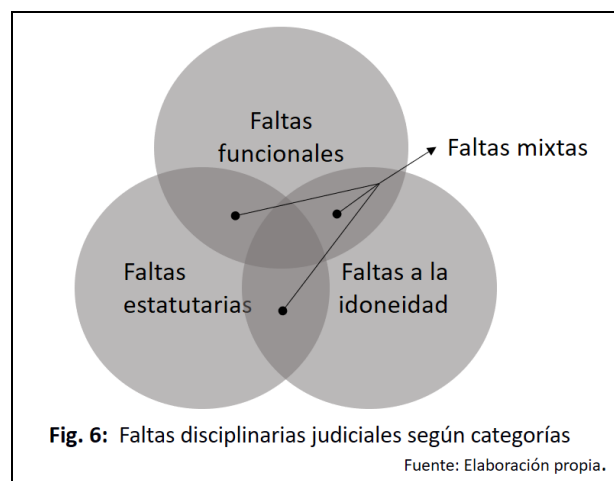 Faltas
funcionales
Faltas mixtas
Faltas
estatutarias
Faltas a la
idoneidad
Fig. 6: Faltas disciplinarias judiciales según categorías
Fuente: Elaboración propia.